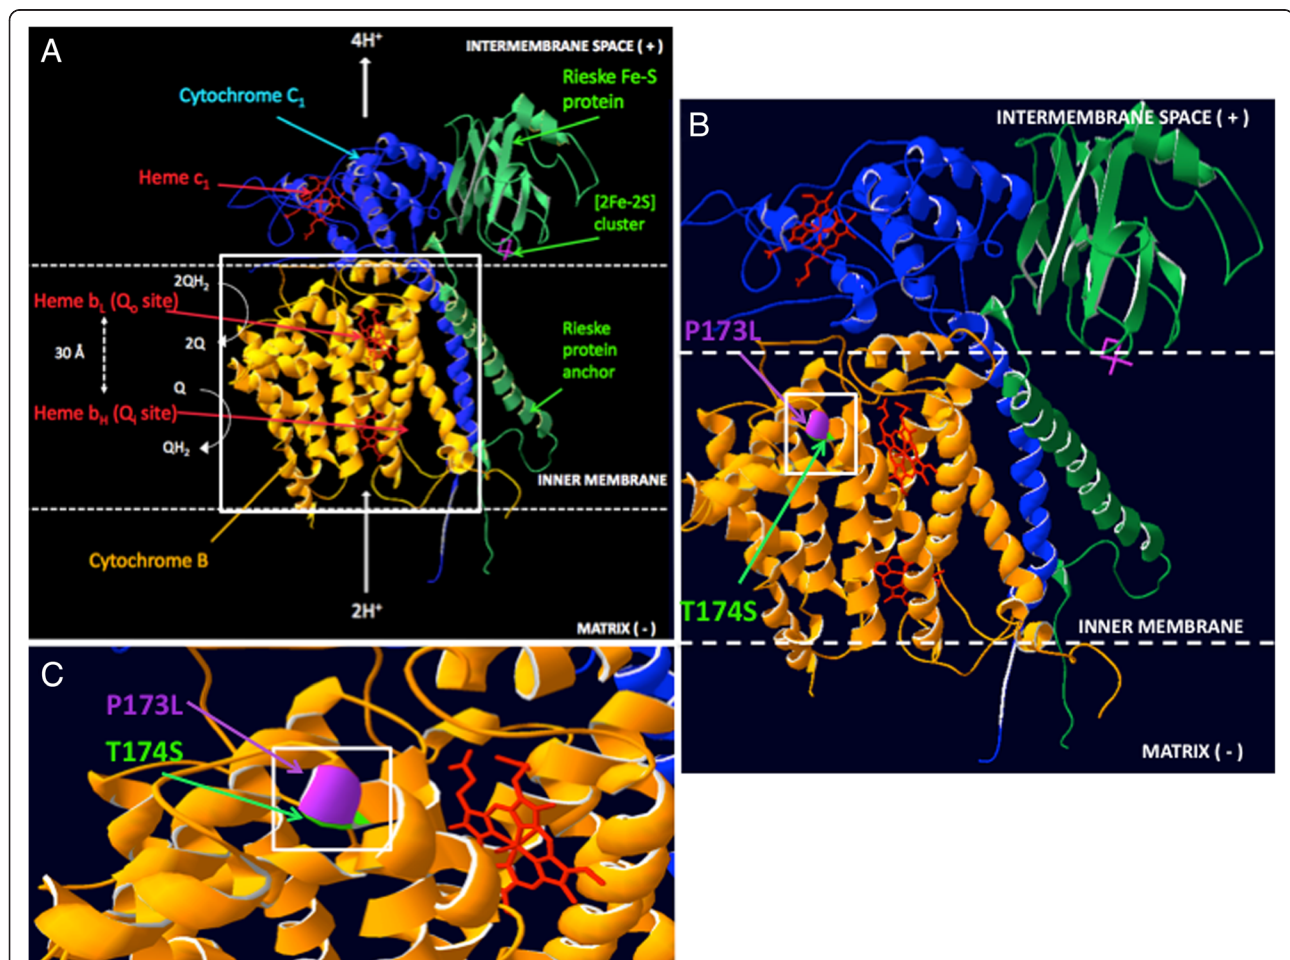 A
4H⁺
INTERMEMBRANE SPACE ( + )
Rieske Fe-S
protein
Cytochrome C₁
Heme c₁
[2Fe-2S]
cluster
2QH₂
Heme bL (Qo site)
30 Å
2Q
Rieske
protein
anchor
Q
Heme bH (Qi site)
QH₂
INNER MEMBRANE
Cytochrome B
2H⁺
MATRIX ( - )
B
INTERMEMBRANE SPACE ( + )
P173L
T174S
INNER MEMBRANE
MATRIX ( - )
C
P173L
T174S